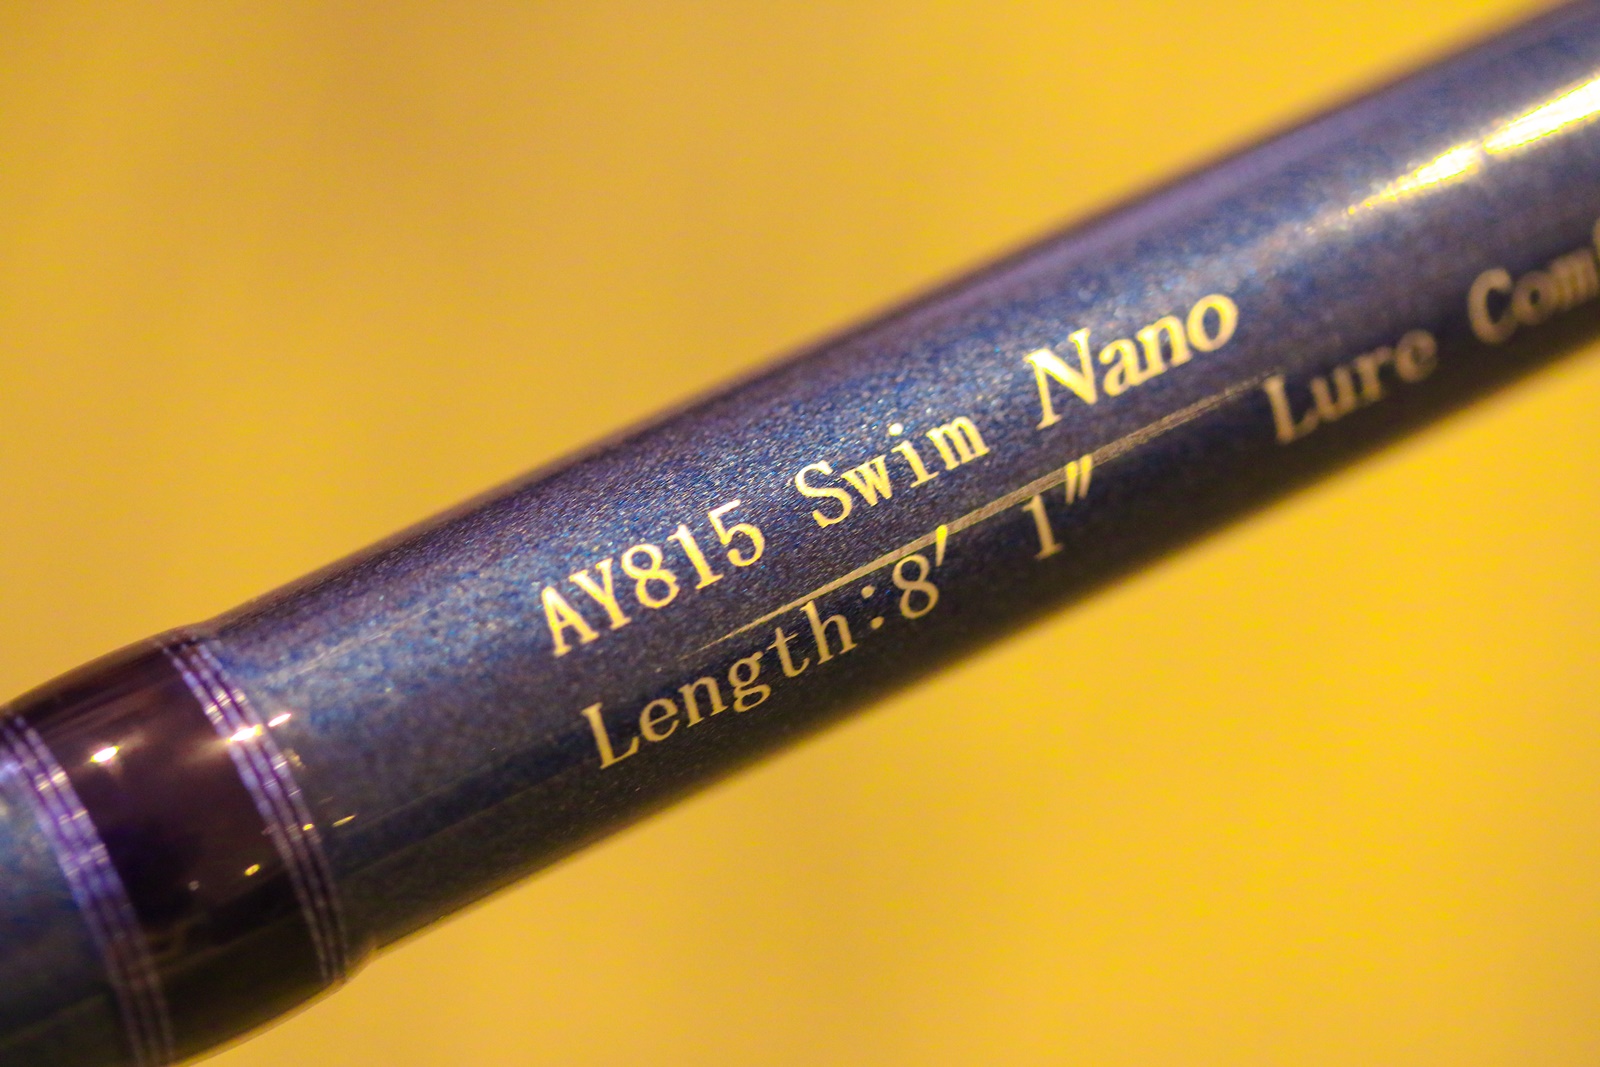 AY815 Swim Nano
Length:8' 1" Lure